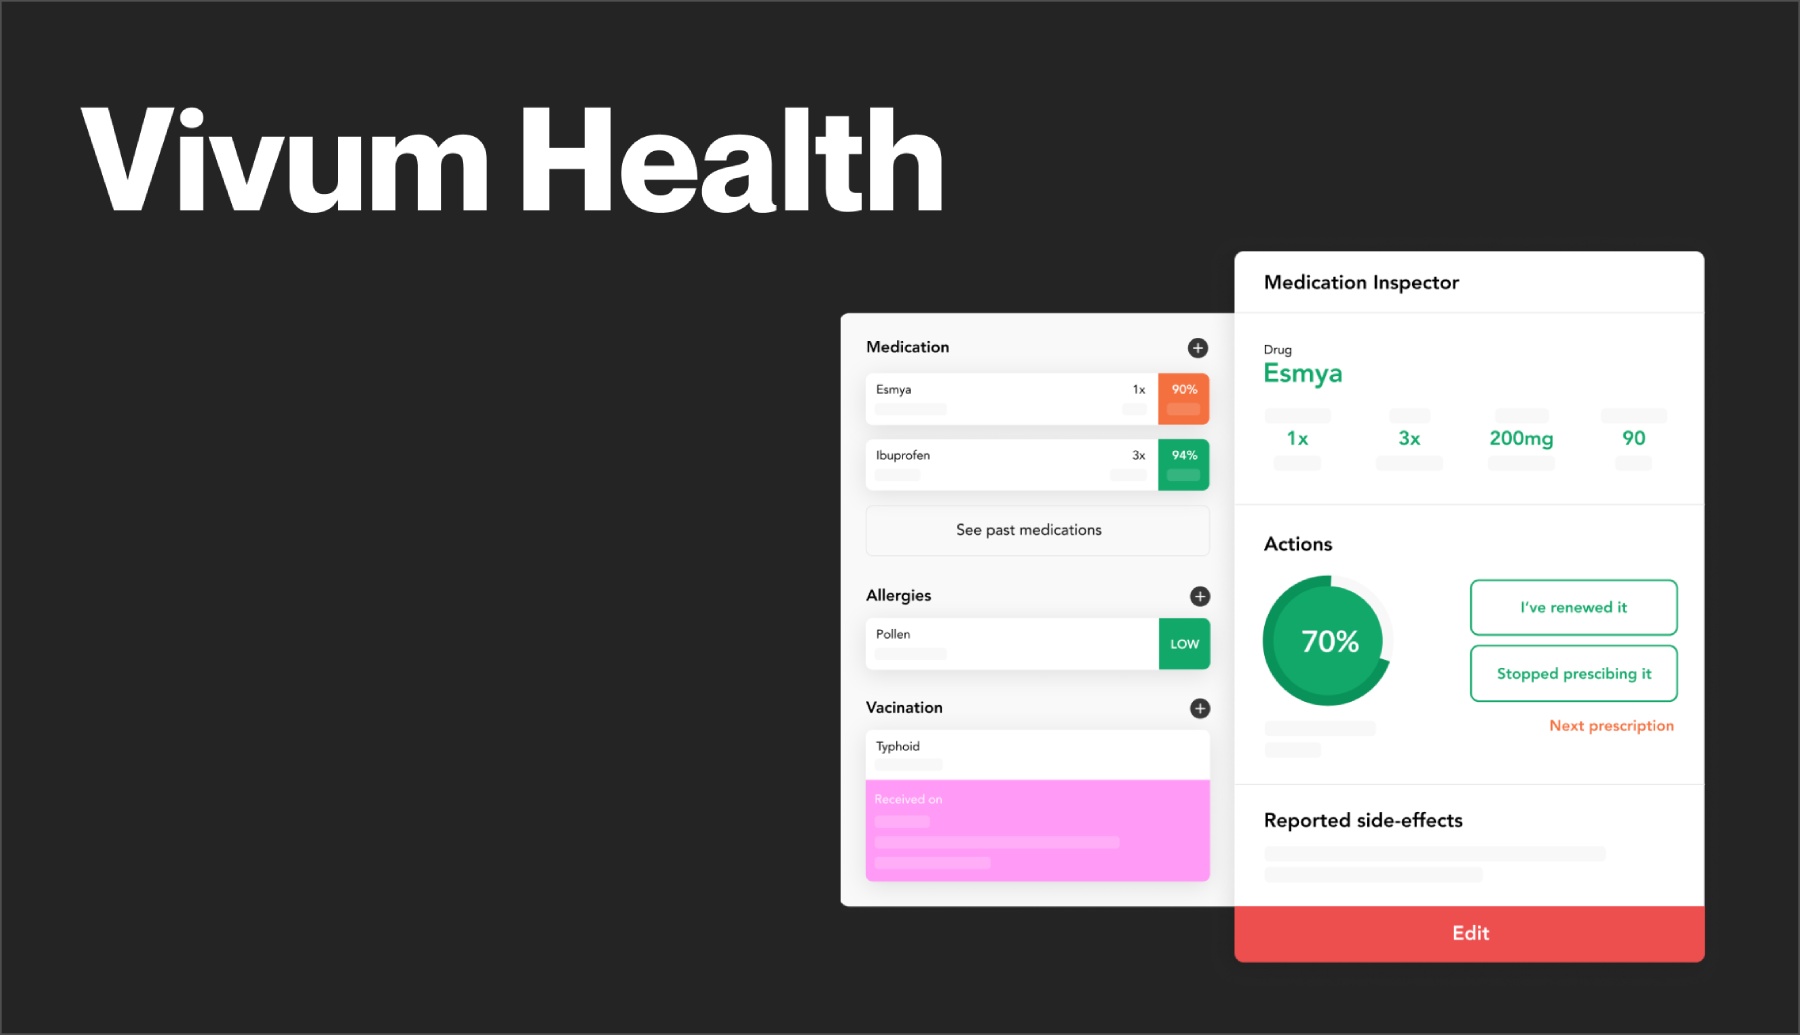 Vivum Health
Medication
Esmya 1x 90%
Ibuprofen 3x 94%
See past medications
Allergies
Pollen LOW
Vacination
Typhoid
Received on
Medication Inspector
Drug
Esmya
1x 3x 200mg 90
Actions
70%
I’ve renewed it
Stopped prescibing it
Next prescription
Reported side-effects
Edit